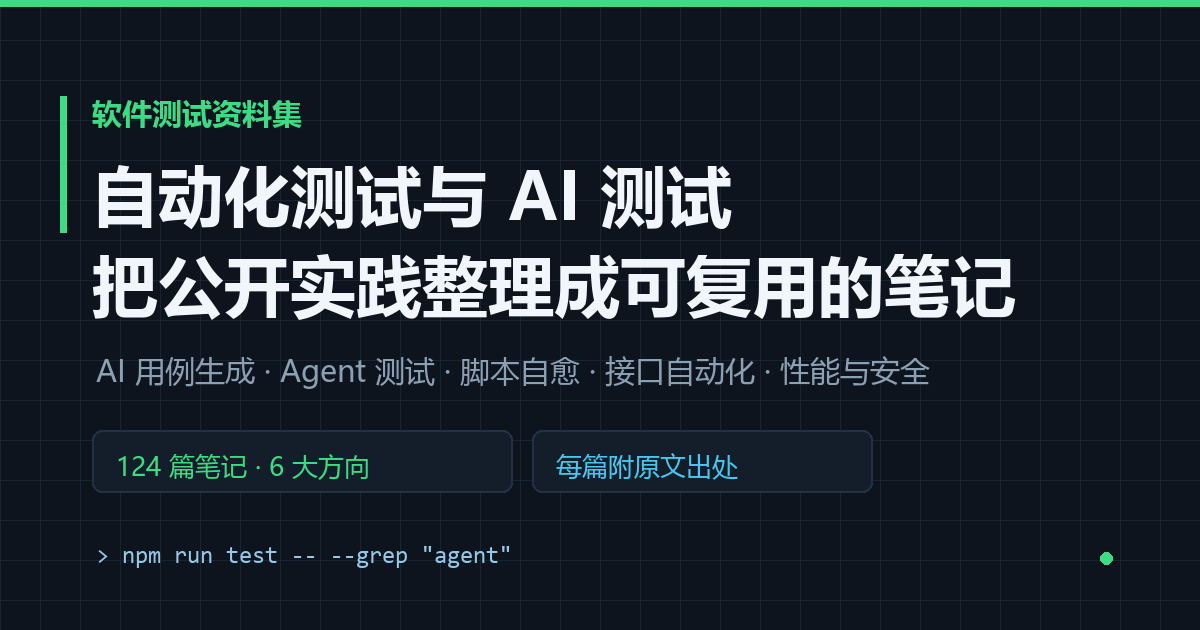 软件测试资料集
自动化测试与 AI 测试
把公开实践整理成可复用的笔记
AI 用例生成 · Agent 测试 · 脚本自愈 · 接口自动化 · 性能与安全
124 篇笔记 · 6 大方向
每篇附原文出处
> npm run test -- --grep "agent"